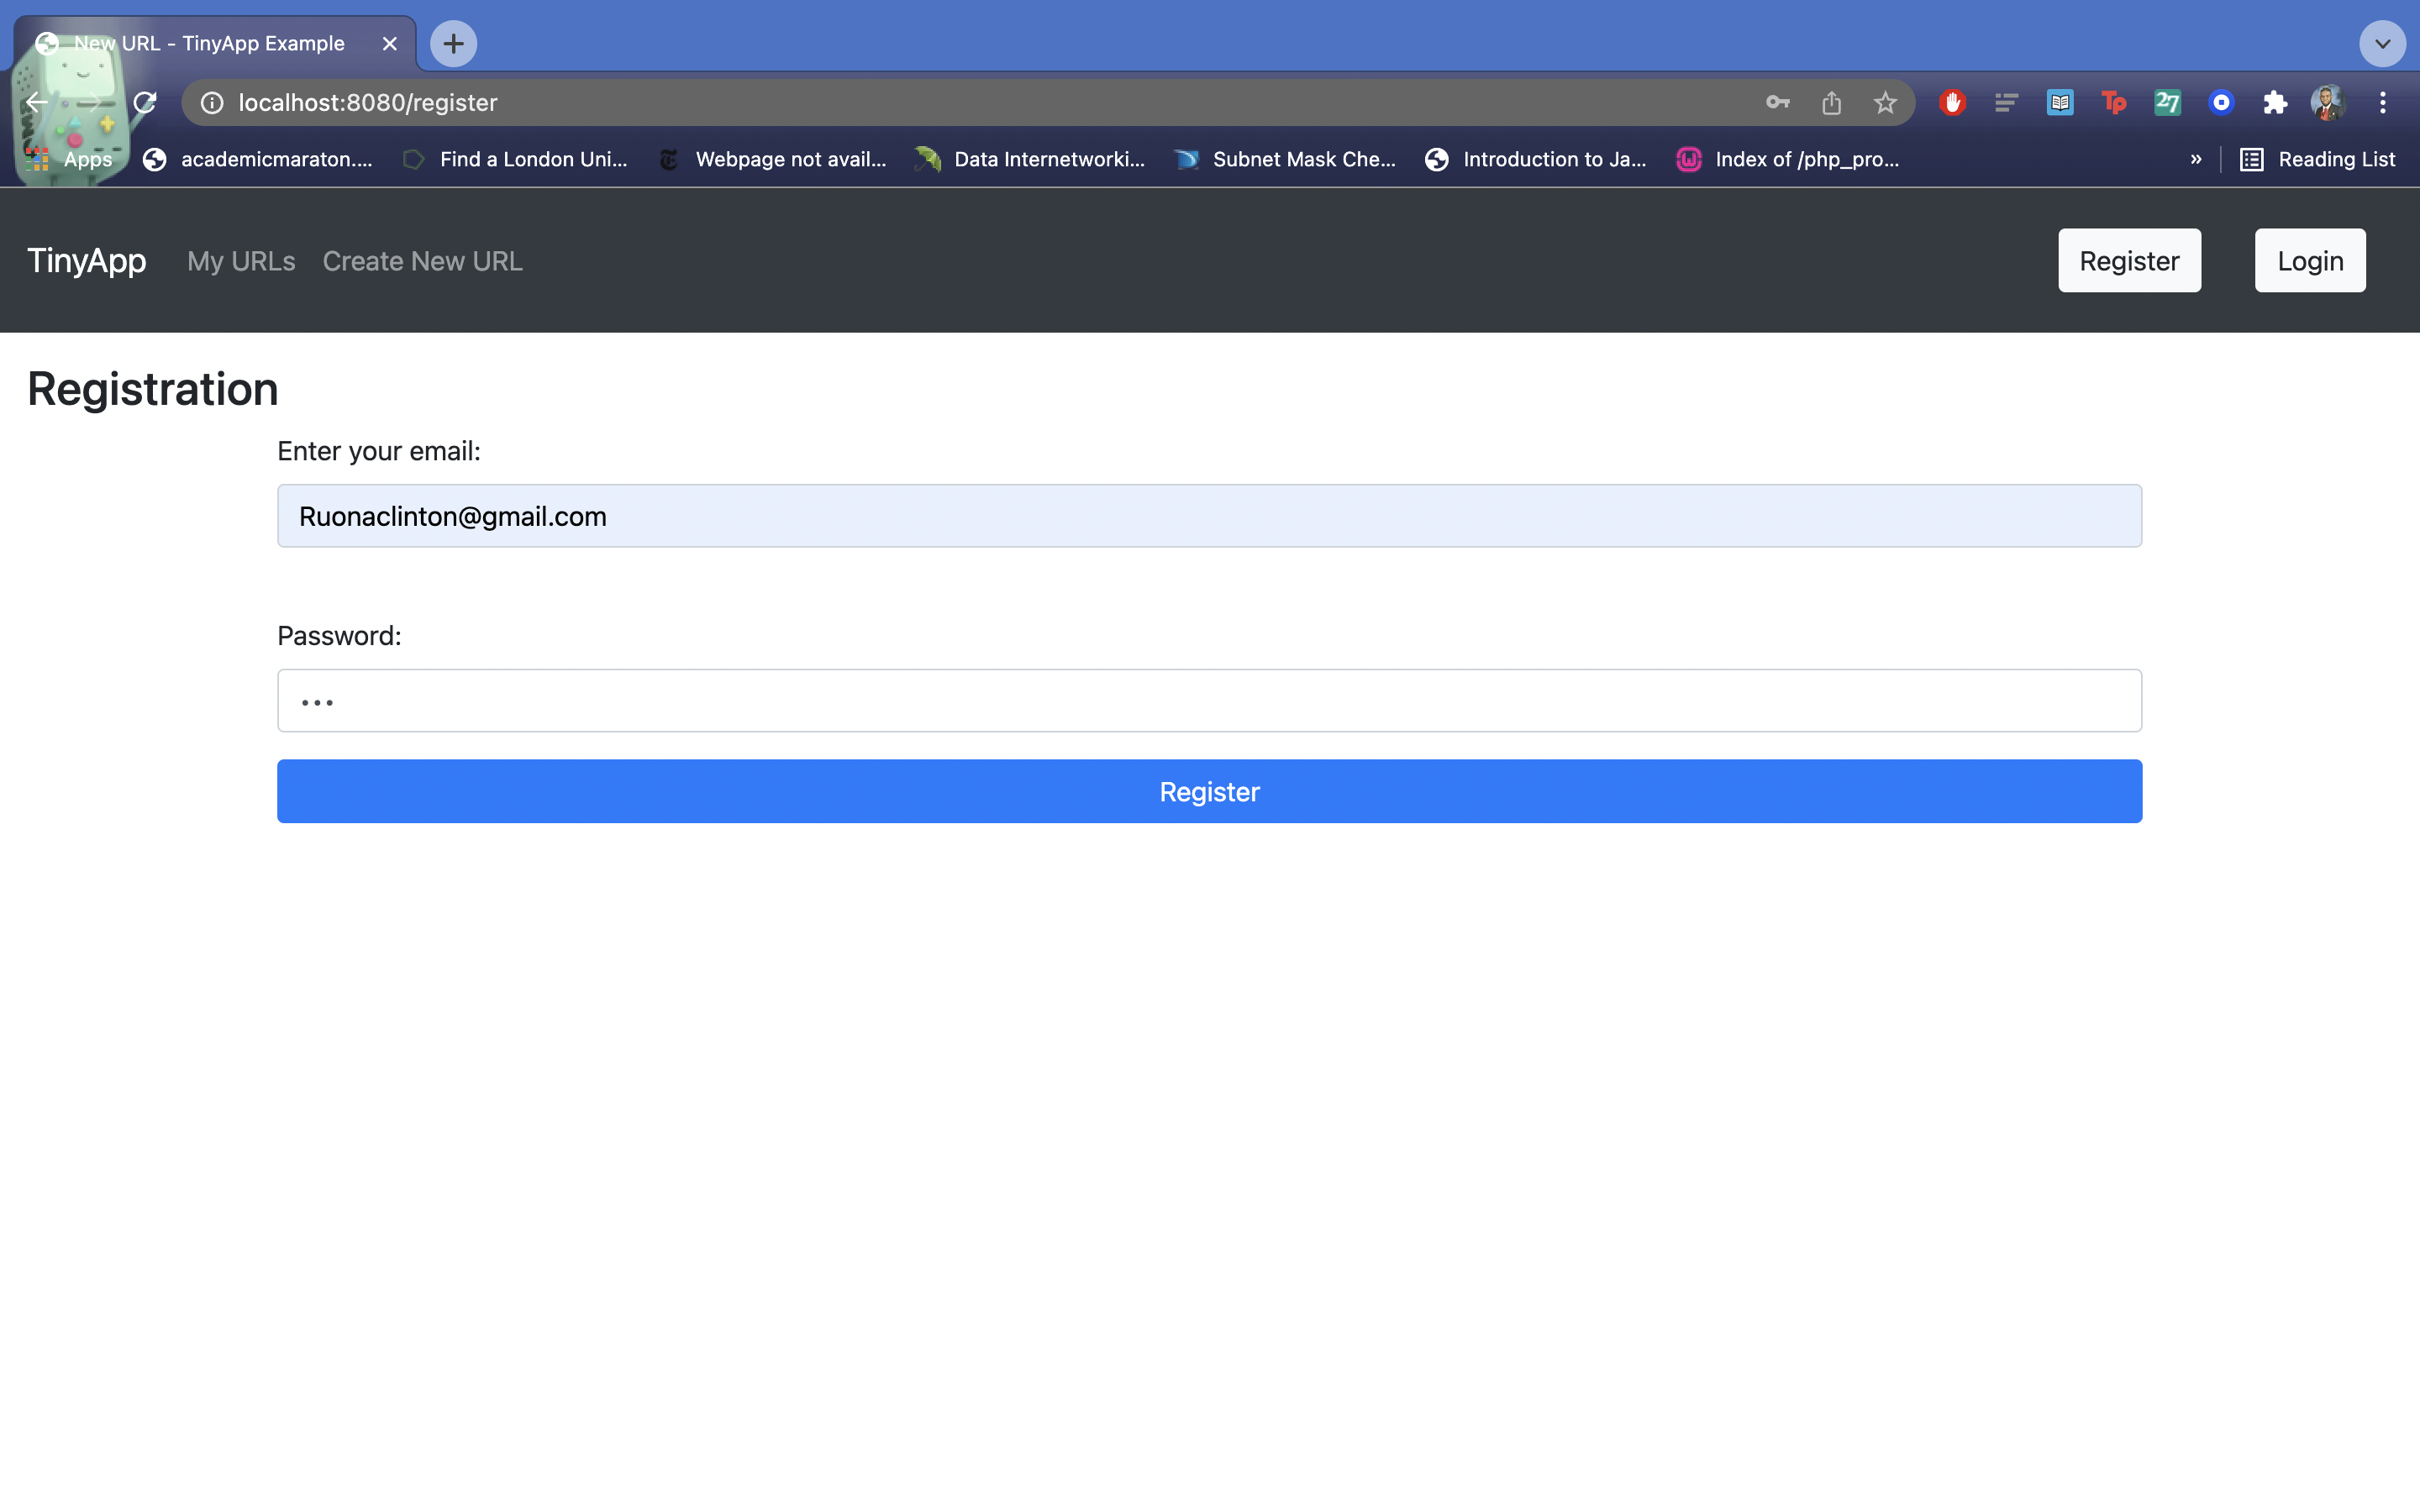 New URL - TinyApp Example
localhost:8080/register
Tp
27
Apps
academicmaraton....
Find a London Uni...
Webpage not avail...
Data Internetworki...
Subnet Mask Che...
Introduction to Ja...
Index of /php_pro...
»
Reading List
TinyApp
My URLs
Create New URL
Register
Login
Registration
Enter your email:
Ruonaclinton@gmail.com
Password:
•••
Register